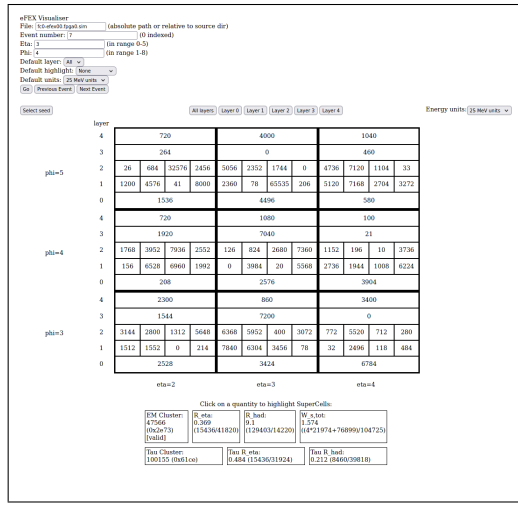 eFEX Visualiser
File: fc0-efex00.fpga0.sim (absolute path or relative to source dir)
Event number: 7 (0 indexed)
Eta: 3 (in range 0-5)
Phi: 4 (in range 1-8)
Default layer: All
Default highlight: None
Default units: 25 MeV units
Go Previous Event Next Event
Select seed All layers Layer 0 Layer 1 Layer 2 Layer 3 Layer 4 Energy units: 25 MeV units
layer
4 720 4000 1040
3 264 0 460
2 26 684 32576 2456 5056 2352 1744 0 4736 7120 1104 33
phi=5
1 1200 4576 41 8000 2360 78 65535 206 5120 7168 2704 3272
0 1536 4496 580
4 720 1080 100
3 1920 7040 21
2 1768 3952 7936 2552 126 824 2680 7360 1152 196 10 3736
phi=4
1 156 6528 6960 1992 0 3984 20 5568 2736 1944 1008 6224
0 208 2576 3904
4 2300 860 3400
3 1544 7200 0
phi=3
2 3144 2800 1312 5648 6368 5952 400 3072 772 5520 712 280
1 1512 1552 0 214 7840 6304 3456 78 32 2496 118 484
0 2528 3424 6784
eta=2 eta=3 eta=4
Click on a quantity to highlight SuperCells:
EM Cluster: R_eta: R_had: W_s,tot:
47566 0.369 9.1 1.574
(0x2e73) (15436/41820) (129403/14220) ((4*21974+76899)/104725)
[valid]
Tau Cluster: Tau R_eta: Tau R_had:
100155 (0x61ce) 0.484 (15436/31924) 0.212 (8460/39818)